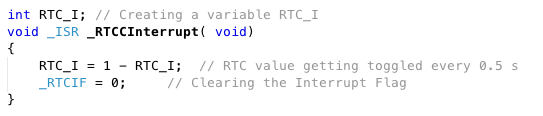 int RTC_I; // Creating a variable RTC_I
void _ISR _RTCCInterrupt( void)
{
    RTC_I = 1 − RTC_I;  // RTC value getting toggled every 0.5 s
    _RTCIF = 0;     // Clearing the Interrupt Flag
}